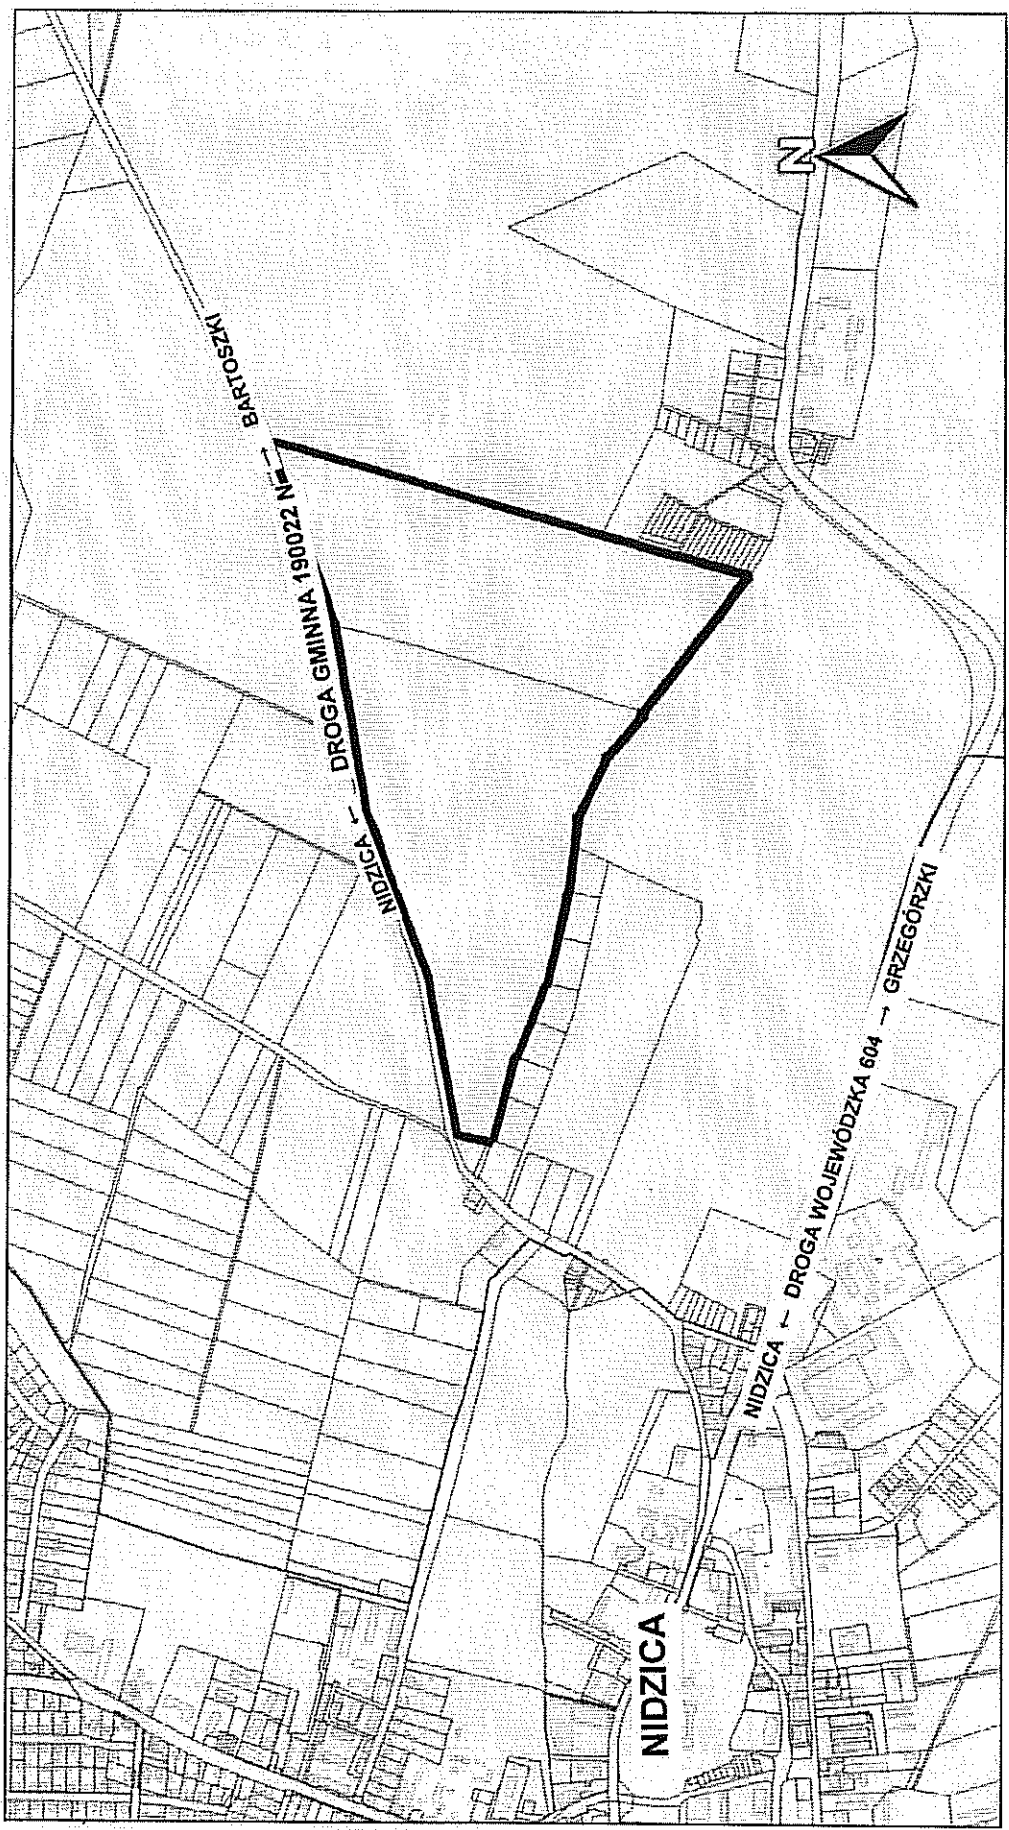 N
NIDZICA ← DROGA GMINNA 190022 N → BARTOSZKI
NIDZICA ← DROGA WOJEWÓDZKA 604 → GRZEGÓRZKI
NIDZICA